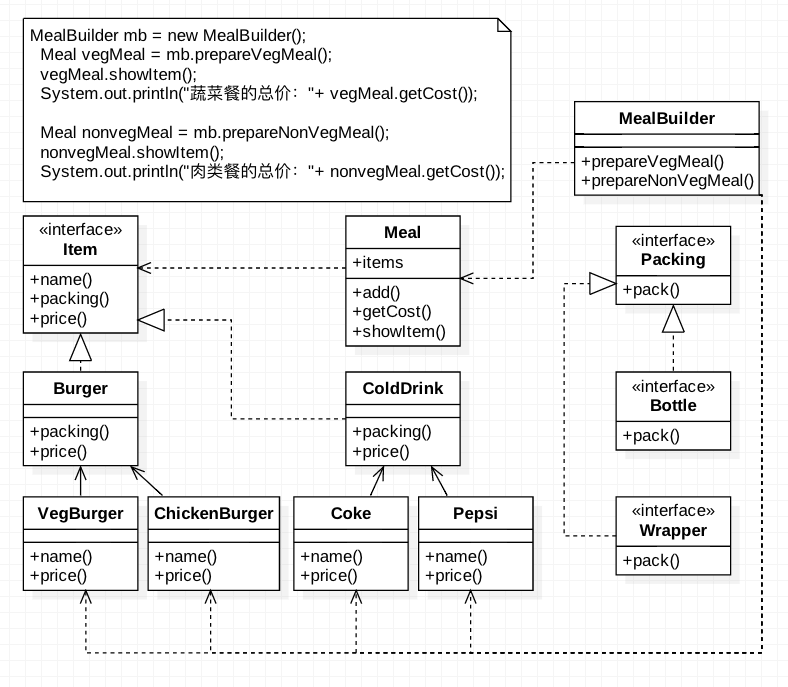 MealBuilder mb = new MealBuilder();
Meal vegMeal = mb.prepareVegMeal();
vegMeal.showItem();
System.out.println("蔬菜餐的总价："+ vegMeal.getCost());
Meal nonvegMeal = mb.prepareNonVegMeal();
nonvegMeal.showItem();
System.out.println("肉类餐的总价："+ nonvegMeal.getCost());
MealBuilder
+prepareVegMeal()
+prepareNonVegMeal()
«interface»
Item
+name()
+packing()
+price()
Meal
+items
+add()
+getCost()
+showItem()
«interface»
Packing
+pack()
Burger
+packing()
+price()
ColdDrink
+packing()
+price()
«interface»
Bottle
+pack()
VegBurger
+name()
+price()
ChickenBurger
+name()
+price()
Coke
+name()
+price()
Pepsi
+name()
+price()
«interface»
Wrapper
+pack()